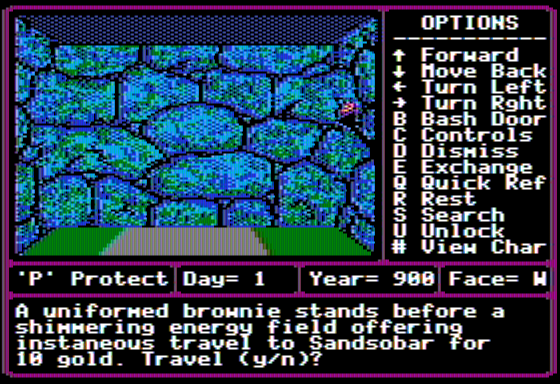 OPTIONS
------------
↑ Forward
↓ Move Back
← Turn Left
→ Turn Rght
B Bash Door
C Controls
D Dismiss
E Exchange
Q Quick Ref
R Rest
S Search
U Unlock
# View Char
'P' Protect Day= 1 Year= 900 Face= W
A uniformed brownie stands before a
shimmering energy field offering
instaneous travel to Sandsobar for
10 gold. Travel (y/n)?